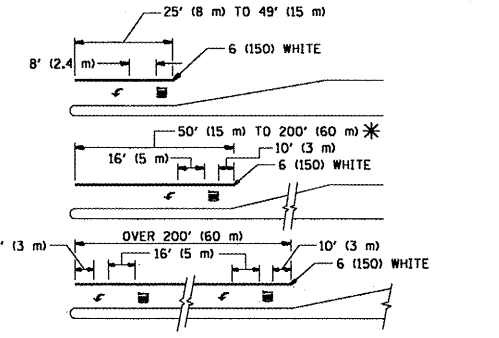 25' (8 m) TO 49' (15 m)
6 (150) WHITE
8' (2.4 m)
50' (15 m) TO 200' (60 m) ✳
16' (5 m)
10' (3 m)
6 (150) WHITE
OVER 200' (60 m)
' (3 m)
16' (5 m)
10' (3 m)
6 (150) WHITE